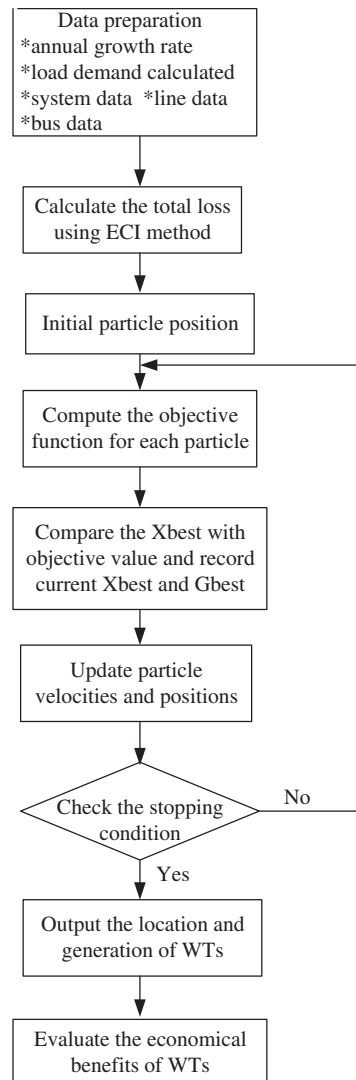 Data preparation
*annual growth rate
*load demand calculated
*system data *line data
*bus data
Calculate the total loss
using ECI method
Initial particle position
Compute the objective
function for each particle
Compare the Xbest with
objective value and record
current Xbest and Gbest
Update particle
velocities and positions
Check the stopping
condition
No
Yes
Output the location and
generation of WTs
Evaluate the economical
benefits of WTs